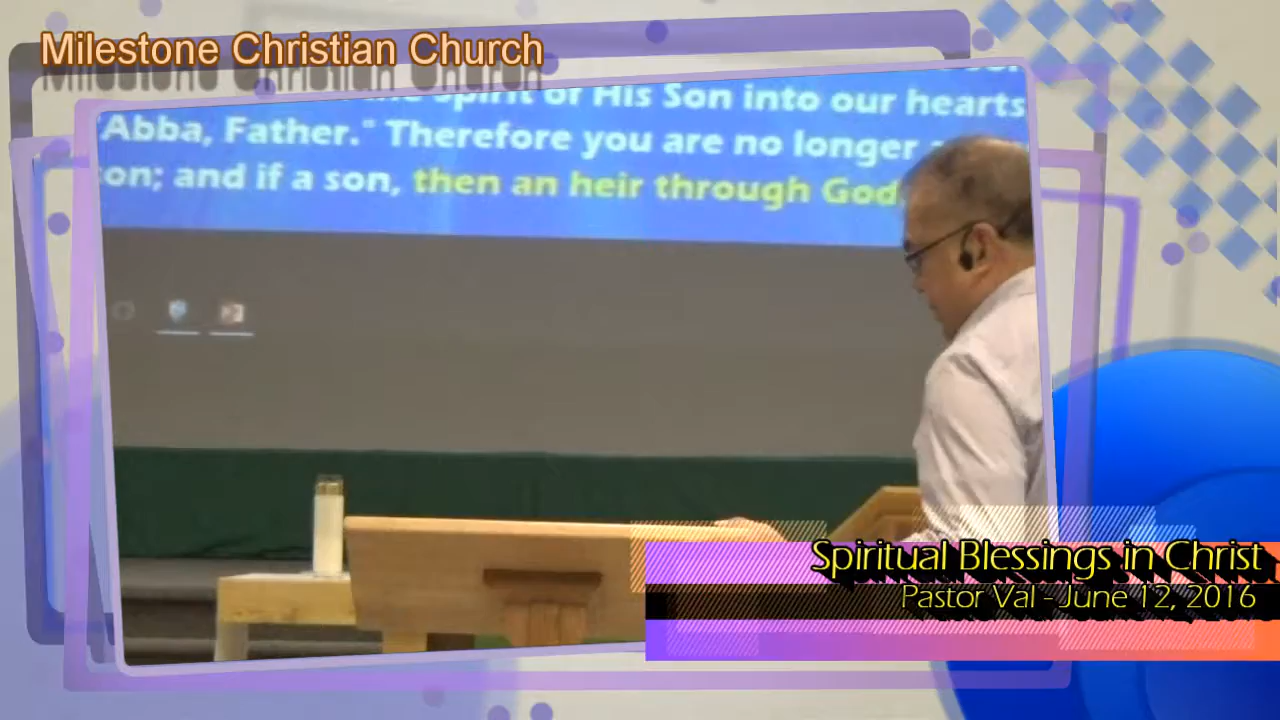 Milestone Christian Church
Spirit of His Son into our hearts
"Abba, Father." Therefore you are no longer
on; and if a son, then an heir through God
Spiritual Blessings in Christ
Pastor Val - June 12, 2016